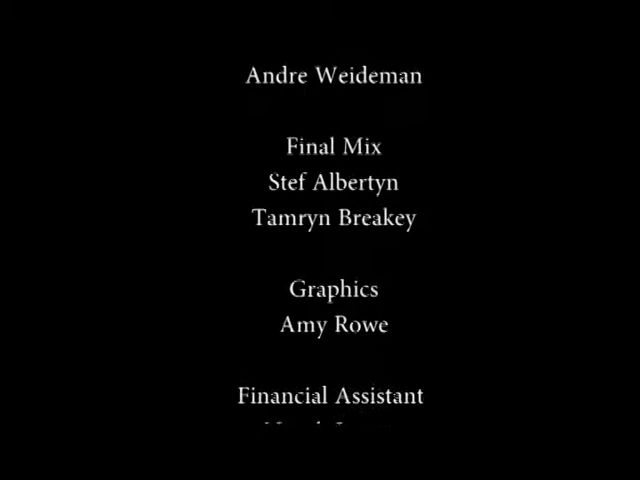 Andre Weideman
Final Mix
Stef Albertyn
Tamryn Breakey
Graphics
Amy Rowe
Financial Assistant